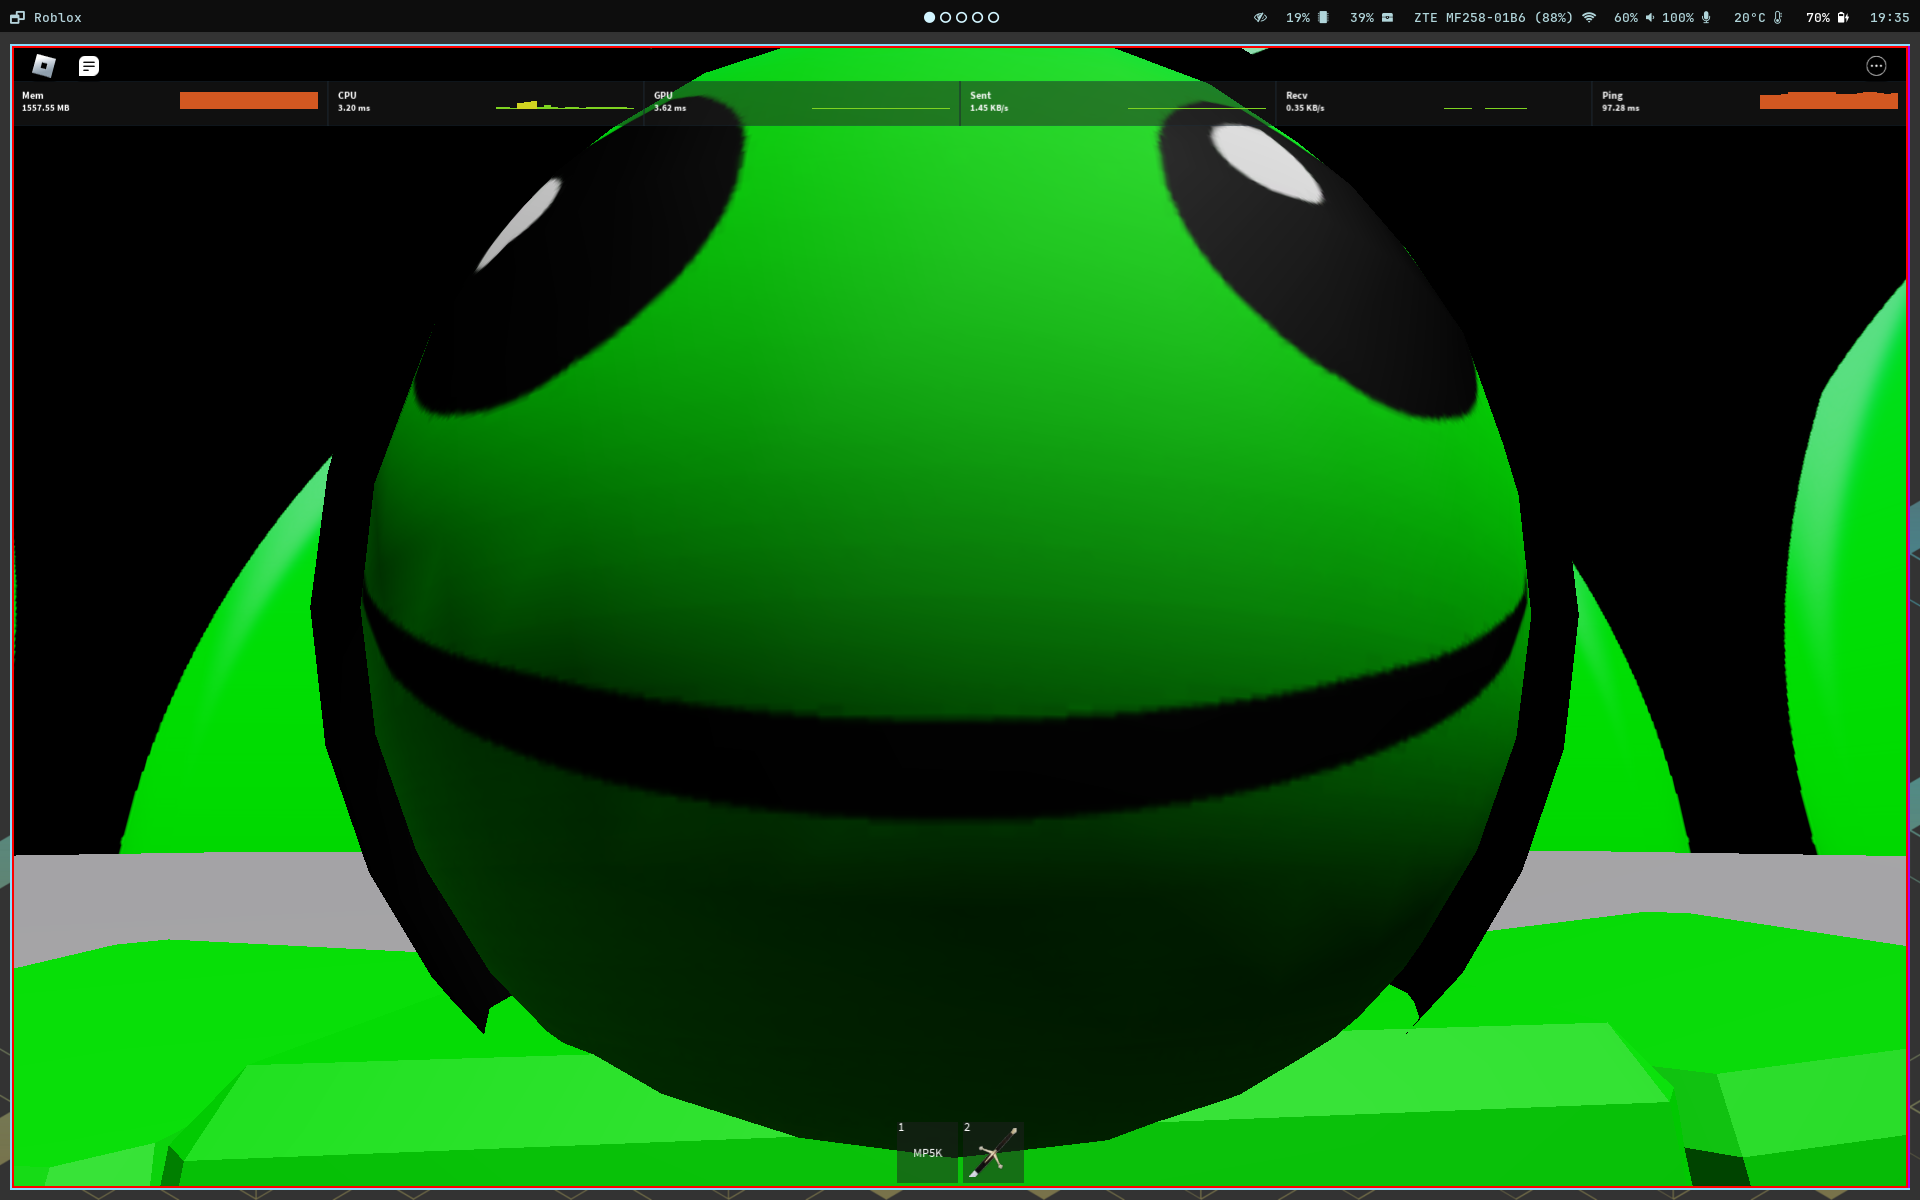 Roblox 19% 39% ZTE MF258-01B6 (88%) 60% 100% 20°C 70% 19:35
Mem CPU GPU Sent Recv Ping
1557.55 MB 3.20 ms 3.62 ms 1.45 KB/s 0.35 KB/s 97.28 ms
1 2
MP5K